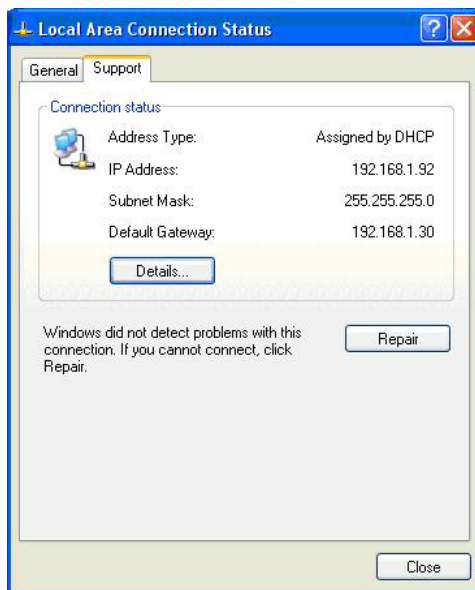 Local Area Connection Status
General Support
Connection status
Address Type: Assigned by DHCP
IP Address: 192.168.1.92
Subnet Mask: 255.255.255.0
Default Gateway: 192.168.1.30
Details...
Windows did not detect problems with this
connection. If you cannot connect, click
Repair.
Repair
Close